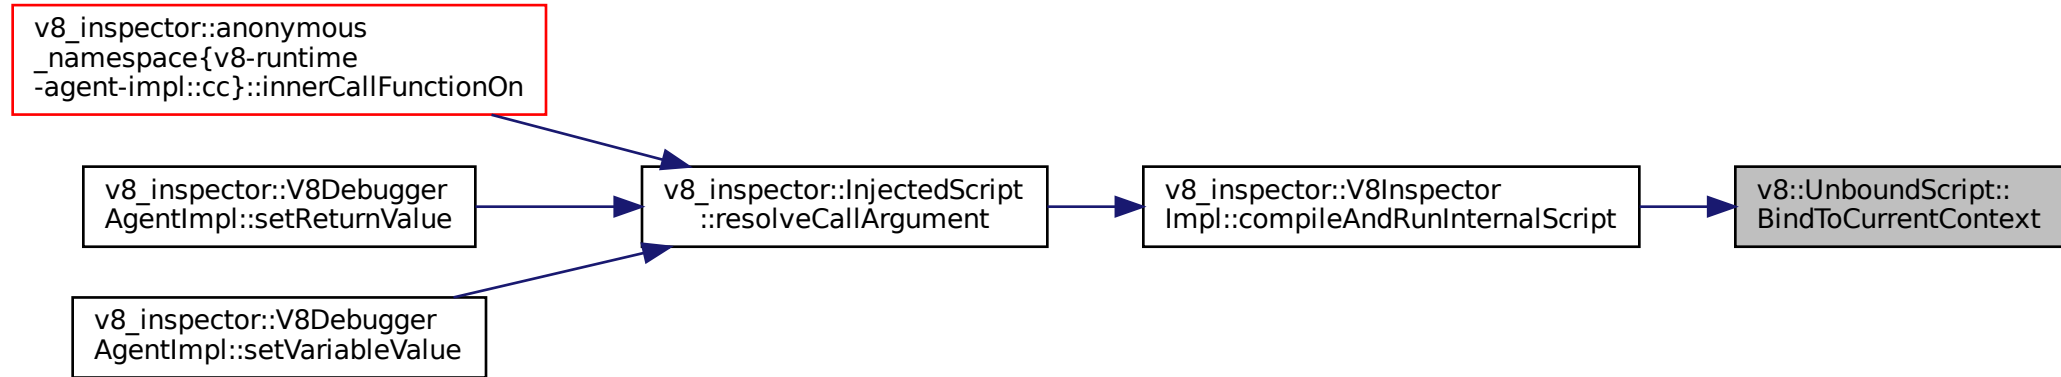 v8_inspector::anonymous
_namespace{v8-runtime
-agent-impl::cc}::innerCallFunctionOn
v8_inspector::V8Debugger
AgentImpl::setReturnValue
v8_inspector::V8Debugger
AgentImpl::setVariableValue
v8_inspector::InjectedScript
::resolveCallArgument
v8_inspector::V8Inspector
Impl::compileAndRunInternalScript
v8::UnboundScript::
BindToCurrentContext